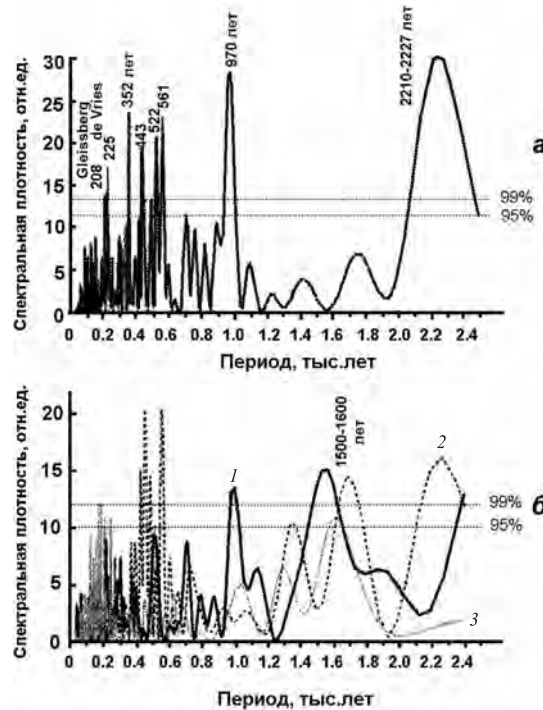 а
Спектральная плотность, отн.ед.
30
25
20
15
10
5
0
Gleissberg
208 de Vries
225
352 лет
443
522
561
970 лет
2210-2227 лет
99%
95%
0 0.2 0.4 0.6 0.8 1.0 1.2 1.4 1.6 1.8 2.0 2.2 2.4
Период, тыс.лет
б
Спектральная плотность, отн.ед.
20
15
10
5
0
1
1500-1600
лет
2
3
99%
95%
0 0.2 0.4 0.6 0.8 1.0 1.2 1.4 1.6 1.8 2.0 2.2 2.4
Период, тыс.лет